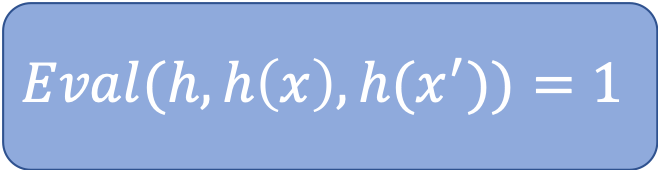 Eval(h, h(x), h(x′)) = 1